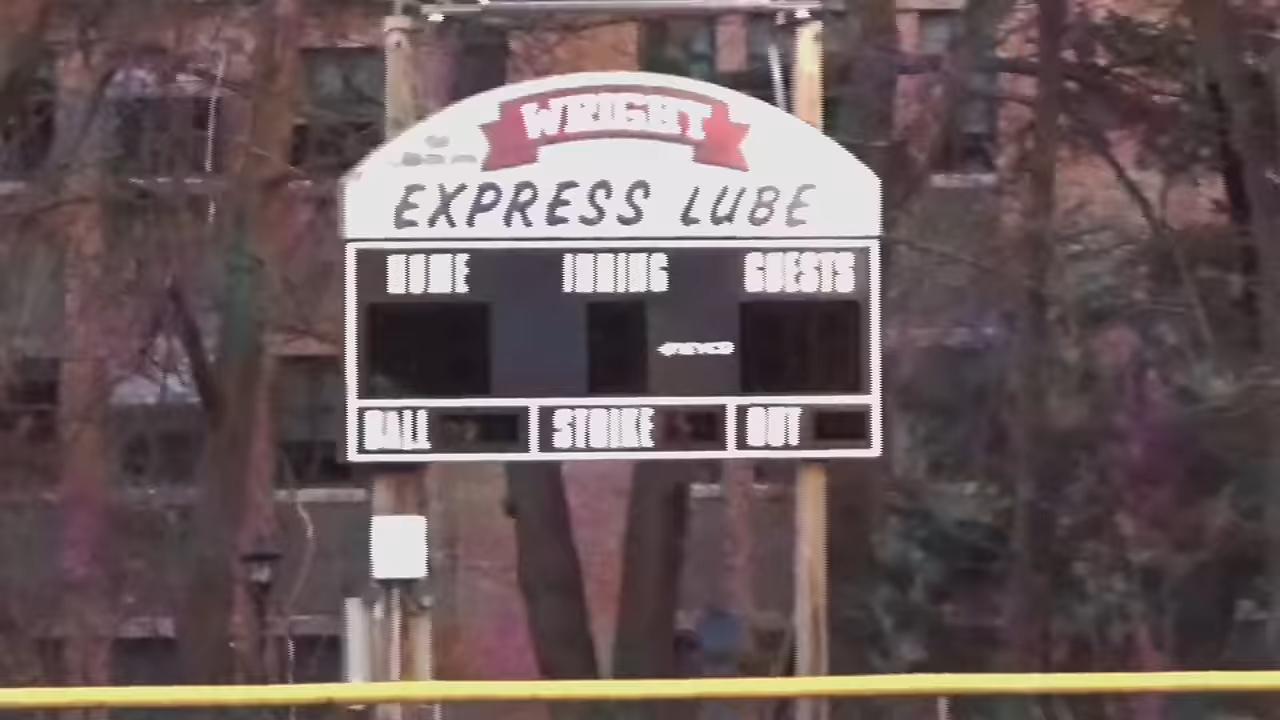 WRIGHT
EXPRESS LUBE
HOME INNING GUESTS
BALL STRIKE OUT